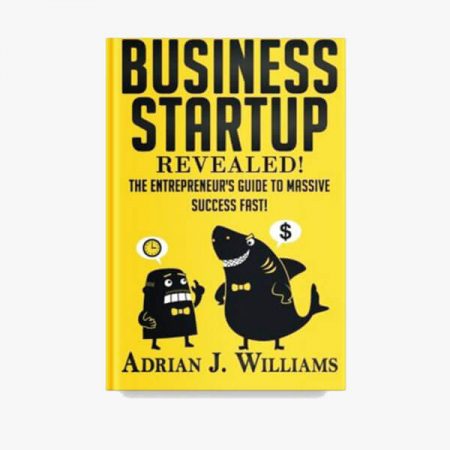 BUSINESS
STARTUP
REVEALED!
THE ENTREPRENEUR'S GUIDE TO MASSIVE
SUCCESS FAST!
$
ADRIAN J. WILLIAMS